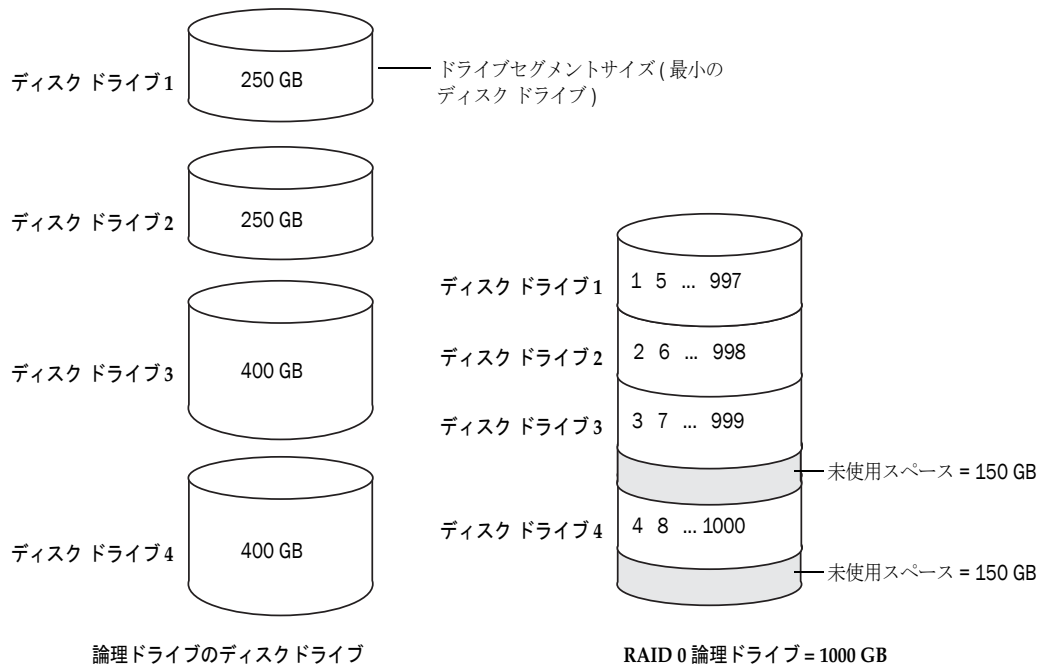 ディスク ドライブ 1
250 GB
ドライブセグメントサイズ ( 最小の
ディスク ドライブ )
ディスク ドライブ 2
250 GB
ディスク ドライブ 3
400 GB
ディスク ドライブ 4
400 GB
論理ドライブのディスクドライブ
ディスク ドライブ 1
1 5 ... 997
ディスク ドライブ 2
2 6 ... 998
ディスク ドライブ 3
3 7 ... 999
未使用スペース = 150 GB
ディスク ドライブ 4
4 8 ... 1000
未使用スペース = 150 GB
RAID 0 論理ドライブ = 1000 GB